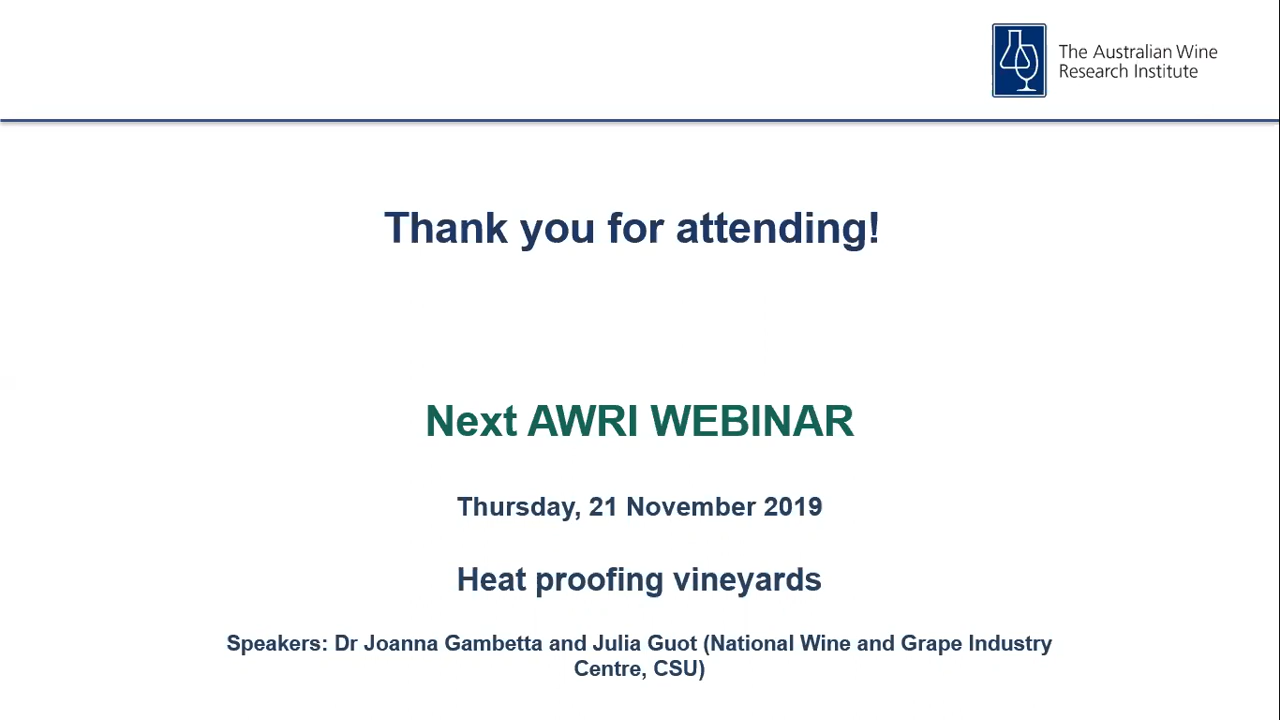 The Australian Wine
Research Institute
Thank you for attending!
Next AWRI WEBINAR
Thursday, 21 November 2019
Heat proofing vineyards
Speakers: Dr Joanna Gambetta and Julia Guot (National Wine and Grape Industry
Centre, CSU)